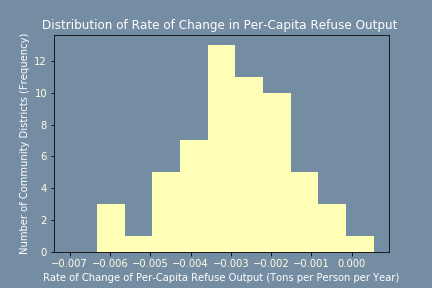 Distribution of Rate of Change in Per-Capita Refuse Output
Number of Community Districts (Frequency)
12
10
8
6
4
2
0
−0.007 −0.006 −0.005 −0.004 −0.003 −0.002 −0.001 0.000
Rate of Change of Per-Capita Refuse Output (Tons per Person per Year)